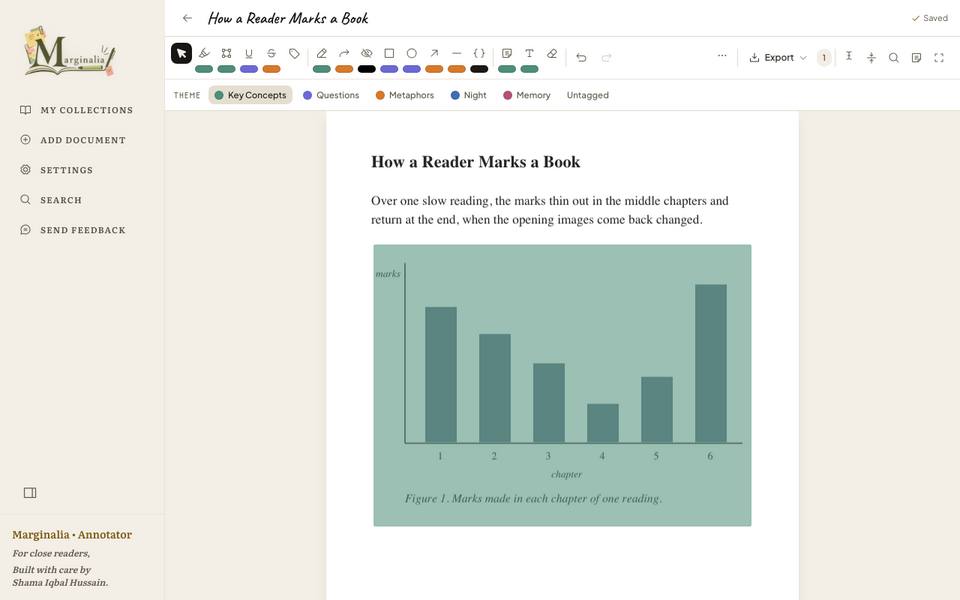 How a Reader Marks a Book
Saved
Marginalia
MY COLLECTIONS
ADD DOCUMENT
SETTINGS
SEARCH
SEND FEEDBACK
Export
1
THEME
Key Concepts
Questions
Metaphors
Night
Memory
Untagged
How a Reader Marks a Book
Over one slow reading, the marks thin out in the middle chapters and
return at the end, when the opening images come back changed.
marks
1 2 3 4 5 6
chapter
Figure 1. Marks made in each chapter of one reading.
Marginalia • Annotator
For close readers,
Built with care by
Shama Iqbal Hussain.